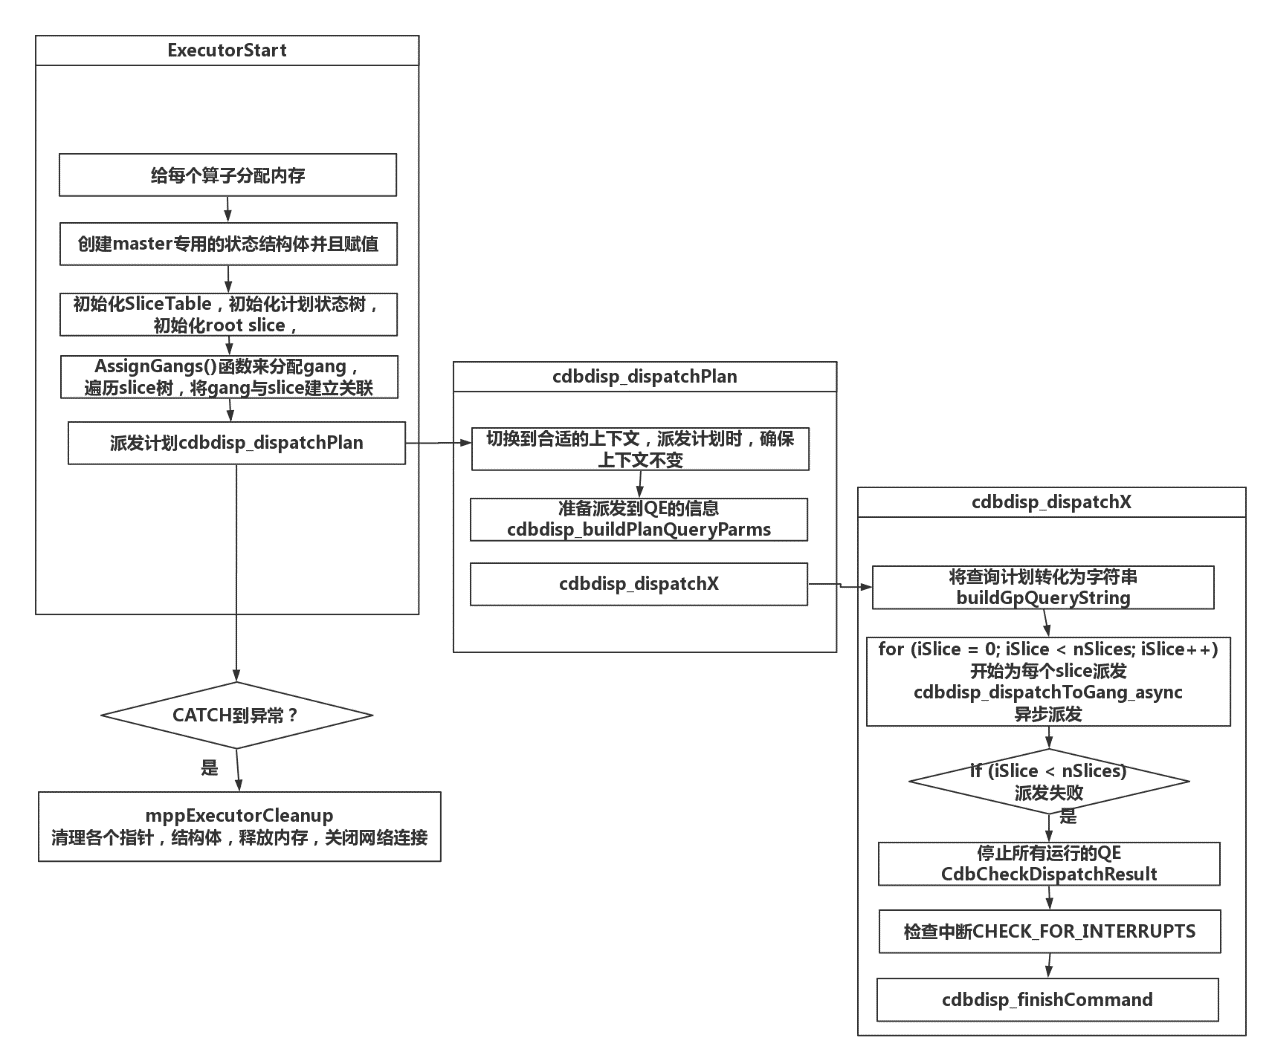 ExecutorStart
给每个算子分配内存
创建master专用的状态结构体并且赋值
初始化SliceTable，初始化计划状态树，
初始化root slice，
AssignGangs()函数来分配gang，
遍历slice树，将gang与slice建立关联
派发计划cdbdisp_dispatchPlan
CATCH到异常？
是
mppExecutorCleanup
清理各个指针，结构体，释放内存，关闭网络连接
cdbdisp_dispatchPlan
切换到合适的上下文，派发计划时，确保
上下文不变
准备派发到QE的信息
cdbdisp_buildPlanQueryParms
cdbdisp_dispatchX
cdbdisp_dispatchX
将查询计划转化为字符串
buildGpQueryString
for (iSlice = 0; iSlice < nSlices; iSlice++)
开始为每个slice派发
cdbdisp_dispatchToGang_async
异步派发
if (iSlice < nSlices)
派发失败
是
停止所有运行的QE
CdbCheckDispatchResult
检查中断CHECK_FOR_INTERRUPTS
cdbdisp_finishCommand